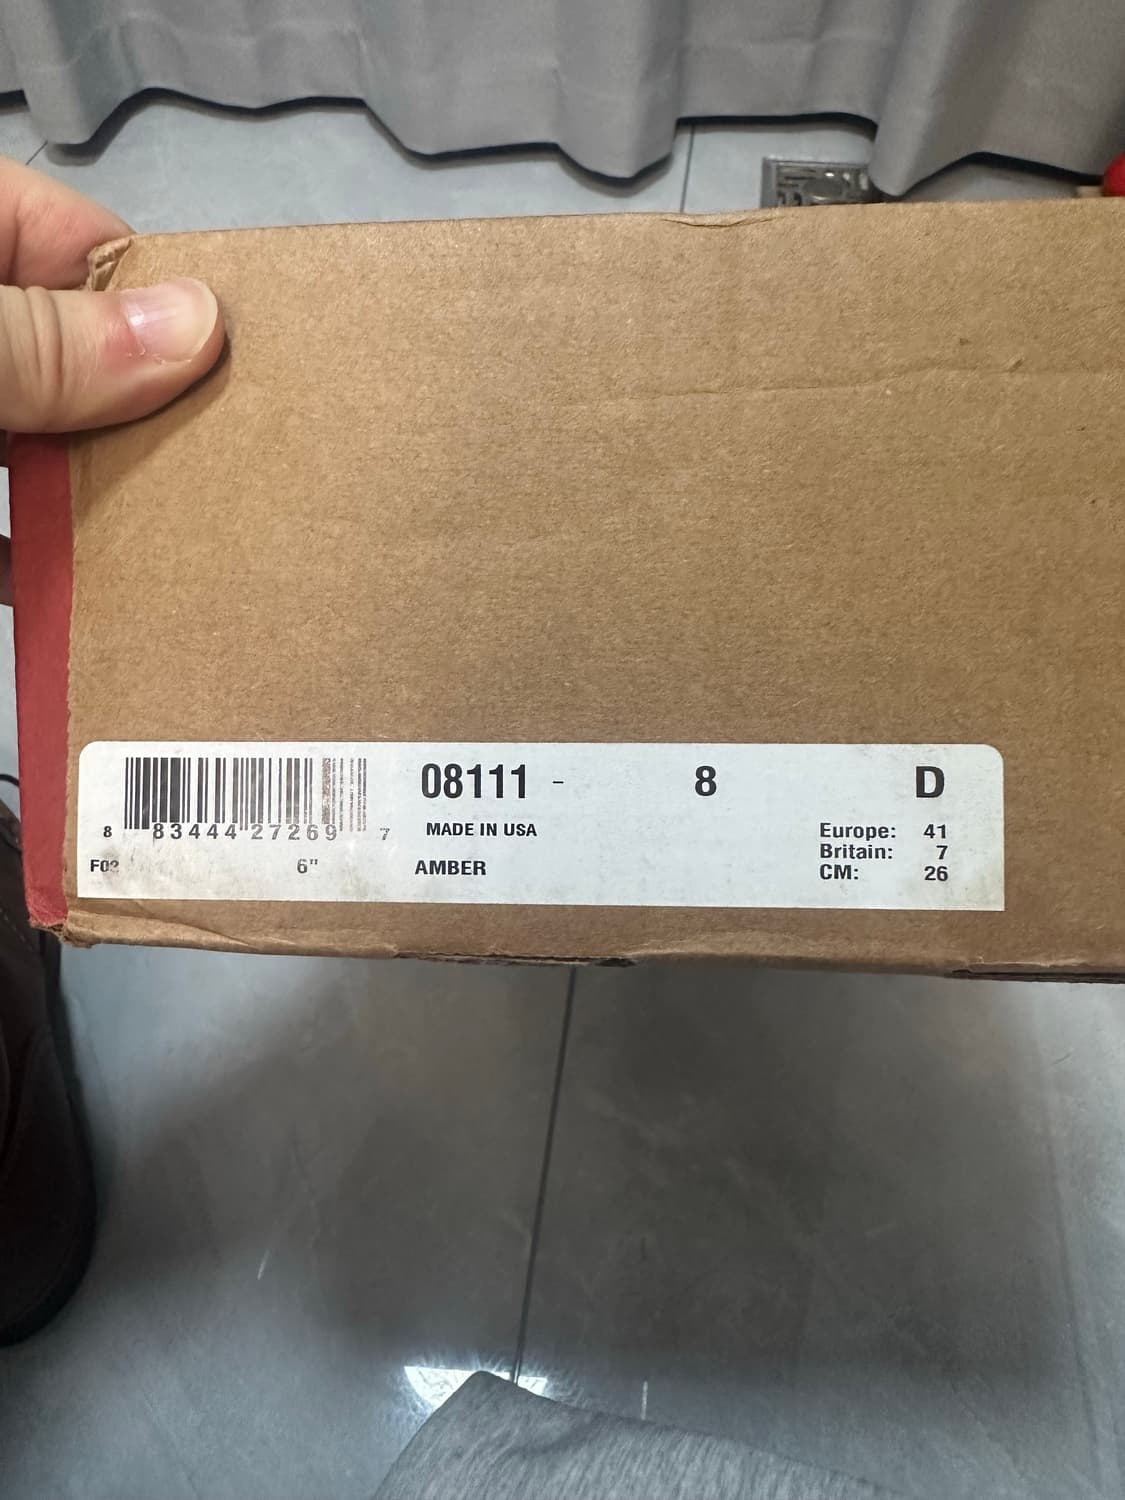 08111 - 8 D
8 83444 27269 7
MADE IN USA
Europe: 41
Britain: 7
6" AMBER
CM: 26